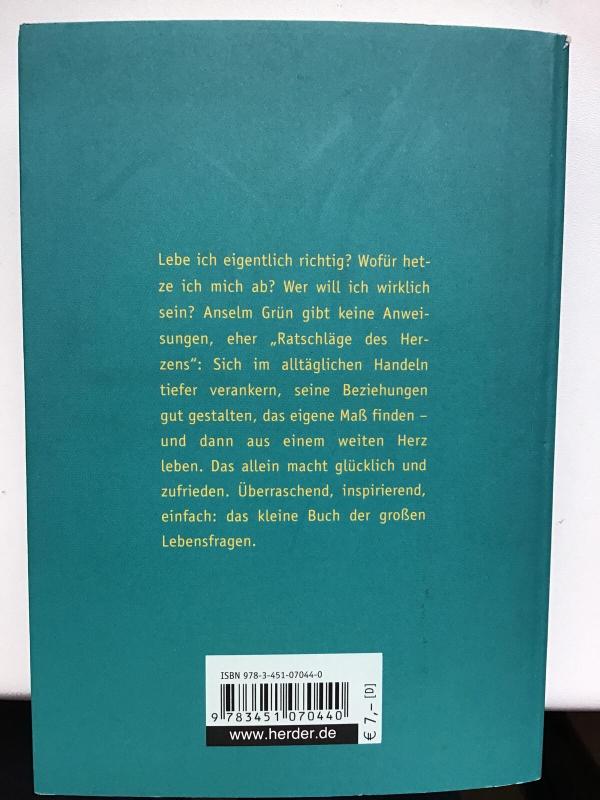 Lebe ich eigentlich richtig? Wofür het-
ze ich mich ab? Wer will ich wirklich
sein? Anselm Grün gibt keine Anwei-
sungen, eher „Ratschläge des Her-
zens“: Sich im alltäglichen Handeln
tiefer verankern, seine Beziehungen
gut gestalten, das eigene Maß finden –
und dann aus einem weiten Herz
leben. Das allein macht glücklich und
zufrieden. Überraschend, inspirierend,
einfach: das kleine Buch der großen
Lebensfragen.
ISBN 978-3-451-07044-0
9 783451 070440
www.herder.de
€ 7,– [D]